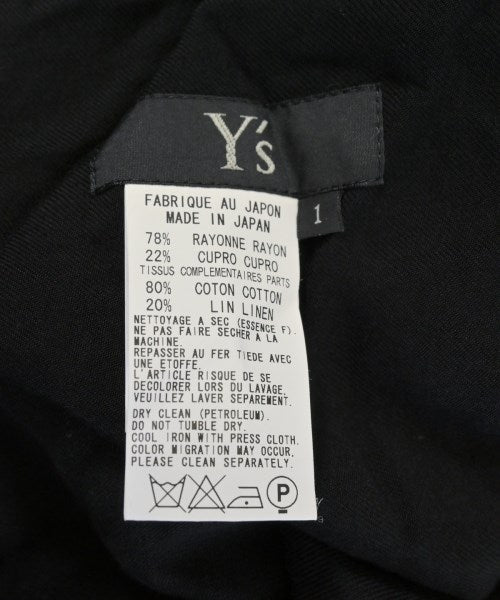 Y's
1
FABRIQUE AU JAPON
MADE IN JAPAN
78% RAYONNE RAYON
22% CUPRO CUPRO
TISSUS COMPLEMENTAIRES PARTS
80% COTON COTTON
20% LIN LINEN
NETTOYAGE A SEC (ESSENCE F).
NE PAS FAIRE SECHER A LA
MACHINE.
REPASSER AU FER TIEDE AVEC
UNE ETOFFE.
L'ARTICLE RISQUE DE SE
DECOLORER LORS DU LAVAGE.
VEUILLEZ LAVER SEPAREMENT.
DRY CLEAN (PETROLEUM).
DO NOT TUMBLE DRY.
COOL IRON WITH PRESS CLOTH.
COLOR MIGRATION MAY OCCUR.
PLEASE CLEAN SEPARATELY.
P